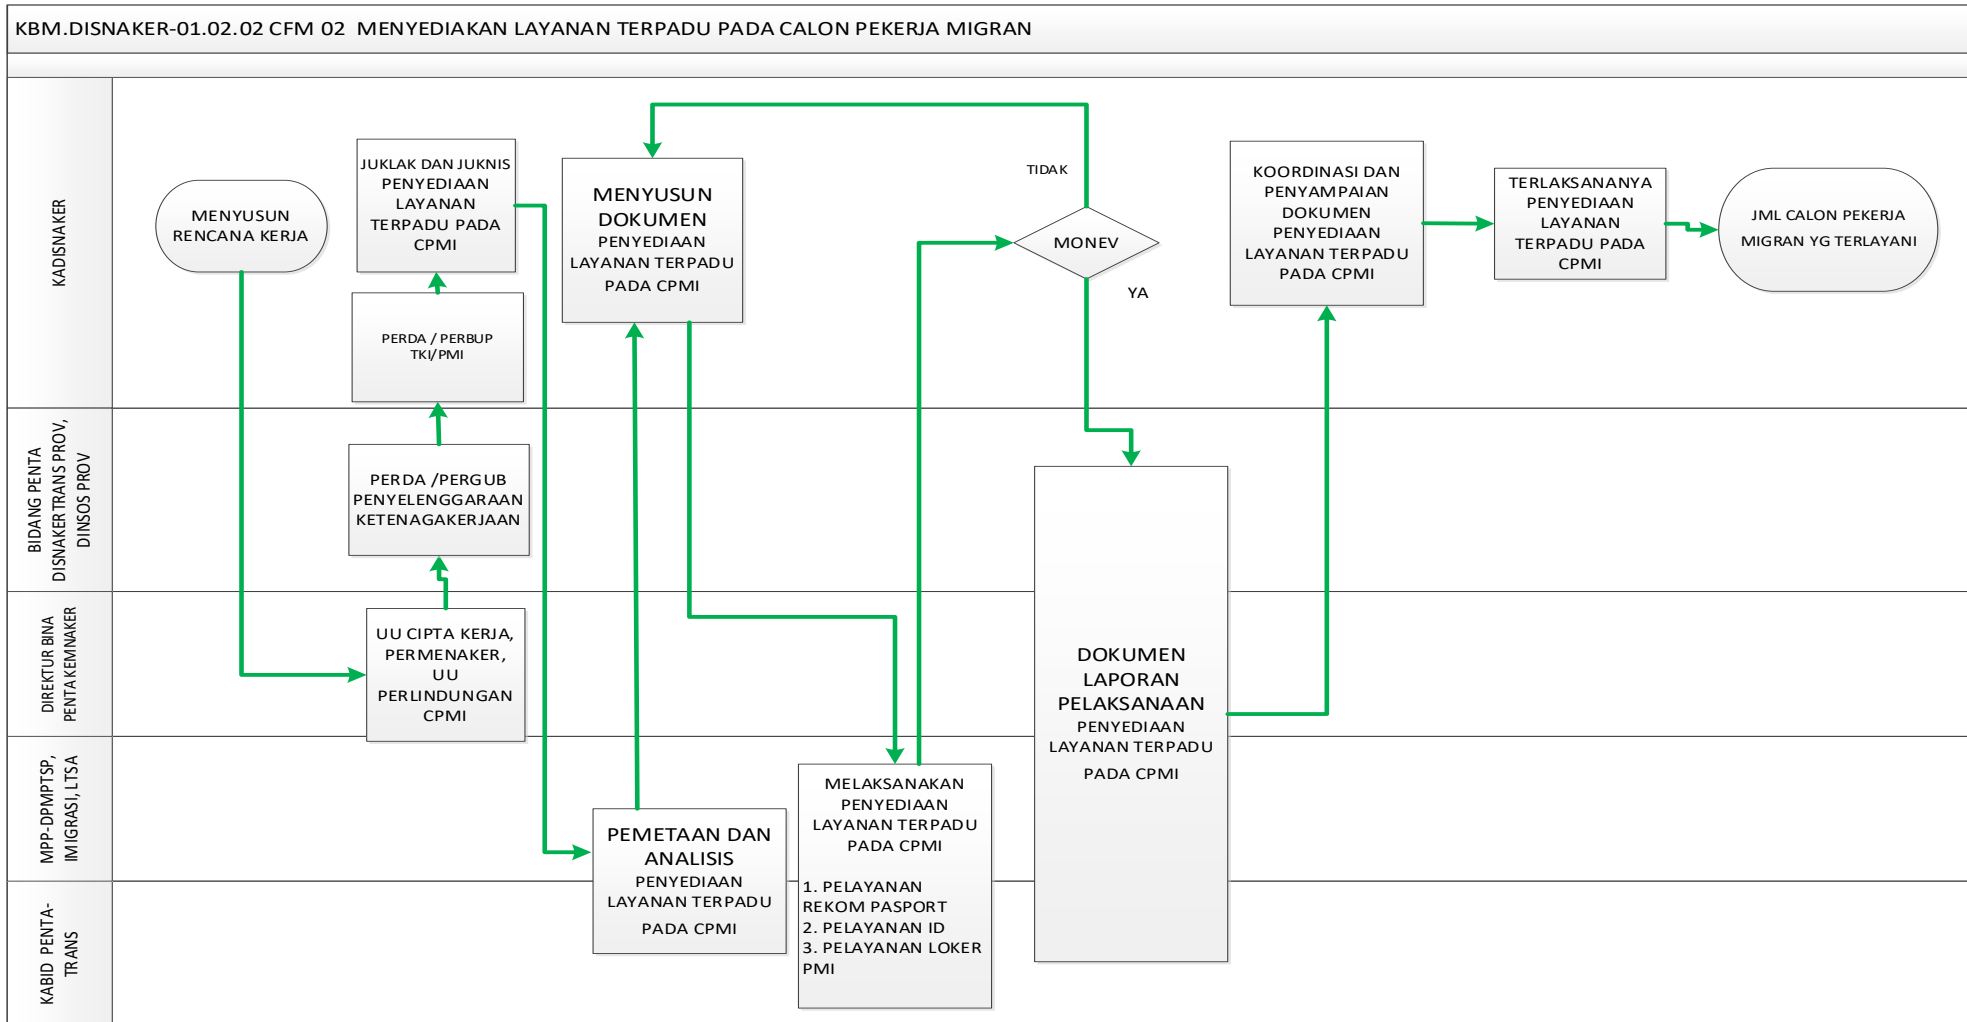 KBM.DISNAKER-01.02.02 CFM 02 MENYEDIAKAN LAYANAN TERPADU PADA CALON PEKERJA MIGRAN
KADISNAKER
MENYUSUN
RENCANA KERJA
JUKLAK DAN JUKNIS
PENYEDIAAN
LAYANAN
TERPADU PADA
CPMI
PERDA / PERBUP
TKI/PMI
MENYUSUN
DOKUMEN
PENYEDIAAN
LAYANAN TERPADU
PADA CPMI
TIDAK
MONEV
YA
KOORDINASI DAN
PENYAMPAIAN
DOKUMEN
PENYEDIAAN
LAYANAN TERPADU
PADA CPMI
TERLAKSANANYA
PENYEDIAAN
LAYANAN
TERPADU PADA
CPMI
JML CALON PEKERJA
MIGRAN YG TERLAYANI
BIDANG PENTA
DISNAKERTRANS PROV,
DINSOS PROV
PERDA /PERGUB
PENYELENGGARAAN
KETENAGAKERJAAN
DIREKTUR BINA
PENTA KEMNAKER
UU CIPTA KERJA,
PERMENAKER,
UU
PERLINDUNGAN
CPMI
DOKUMEN
LAPORAN
PELAKSANAAN
PENYEDIAAN
LAYANAN TERPADU
PADA CPMI
MPP-DPMPTSP,
IMIGRASI, LTSA
PEMETAAN DAN
ANALISIS
PENYEDIAAN
LAYANAN TERPADU
PADA CPMI
MELAKSANAKAN
PENYEDIAAN
LAYANAN TERPADU
PADA CPMI
1. PELAYANAN
REKOM PASPORT
2. PELAYANAN ID
3. PELAYANAN LOKER
PMI
KABID PENTA-
TRANS